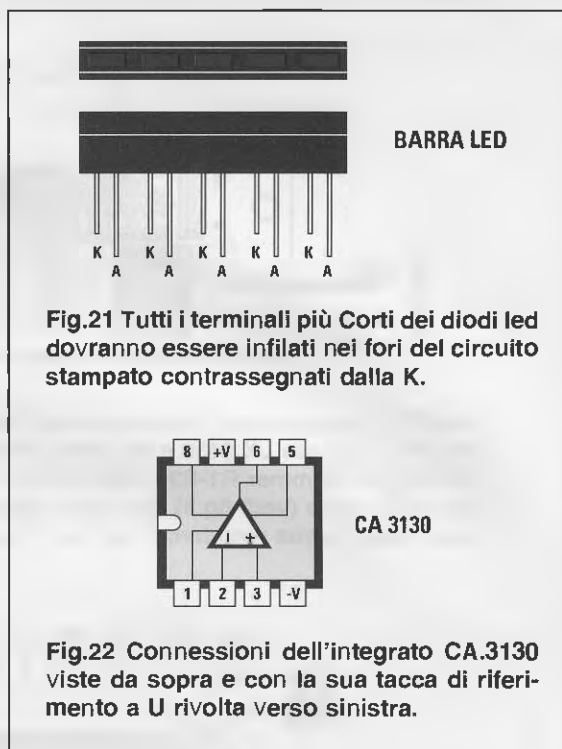 BARRA LED
K K K K K
A A A A A
Fig.21 Tutti i terminali più Corti dei diodi led
dovranno essere infilati nei fori del circuito
stampato contrassegnati dalla K.
8 +V 6 5
CA 3130
1 2 3 -V
Fig.22 Connessioni dell'integrato CA.3130
viste da sopra e con la sua tacca di riferi-
mento a U rivolta verso sinistra.